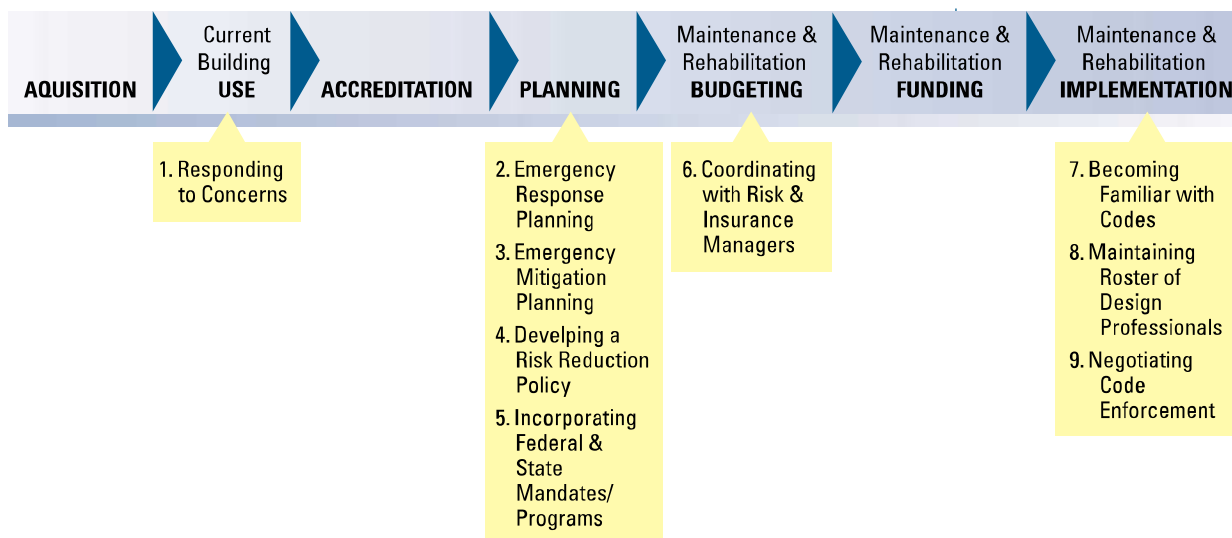 AQUISITION
Current
Building
USE
ACCREDITATION
PLANNING
Maintenance &
Rehabilitation
BUDGETING
Maintenance &
Rehabilitation
FUNDING
Maintenance &
Rehabilitation
IMPLEMENTATION
1. Responding
to Concerns
2. Emergency
Response
Planning
3. Emergency
Mitigation
Planning
4. Develping a
Risk Reduction
Policy
5. Incorporating
Federal &
State
Mandates/
Programs
6. Coordinating
with Risk &
Insurance
Managers
7. Becoming
Familiar with
Codes
8. Maintaining
Roster of
Design
Professionals
9. Negotiating
Code
Enforcement